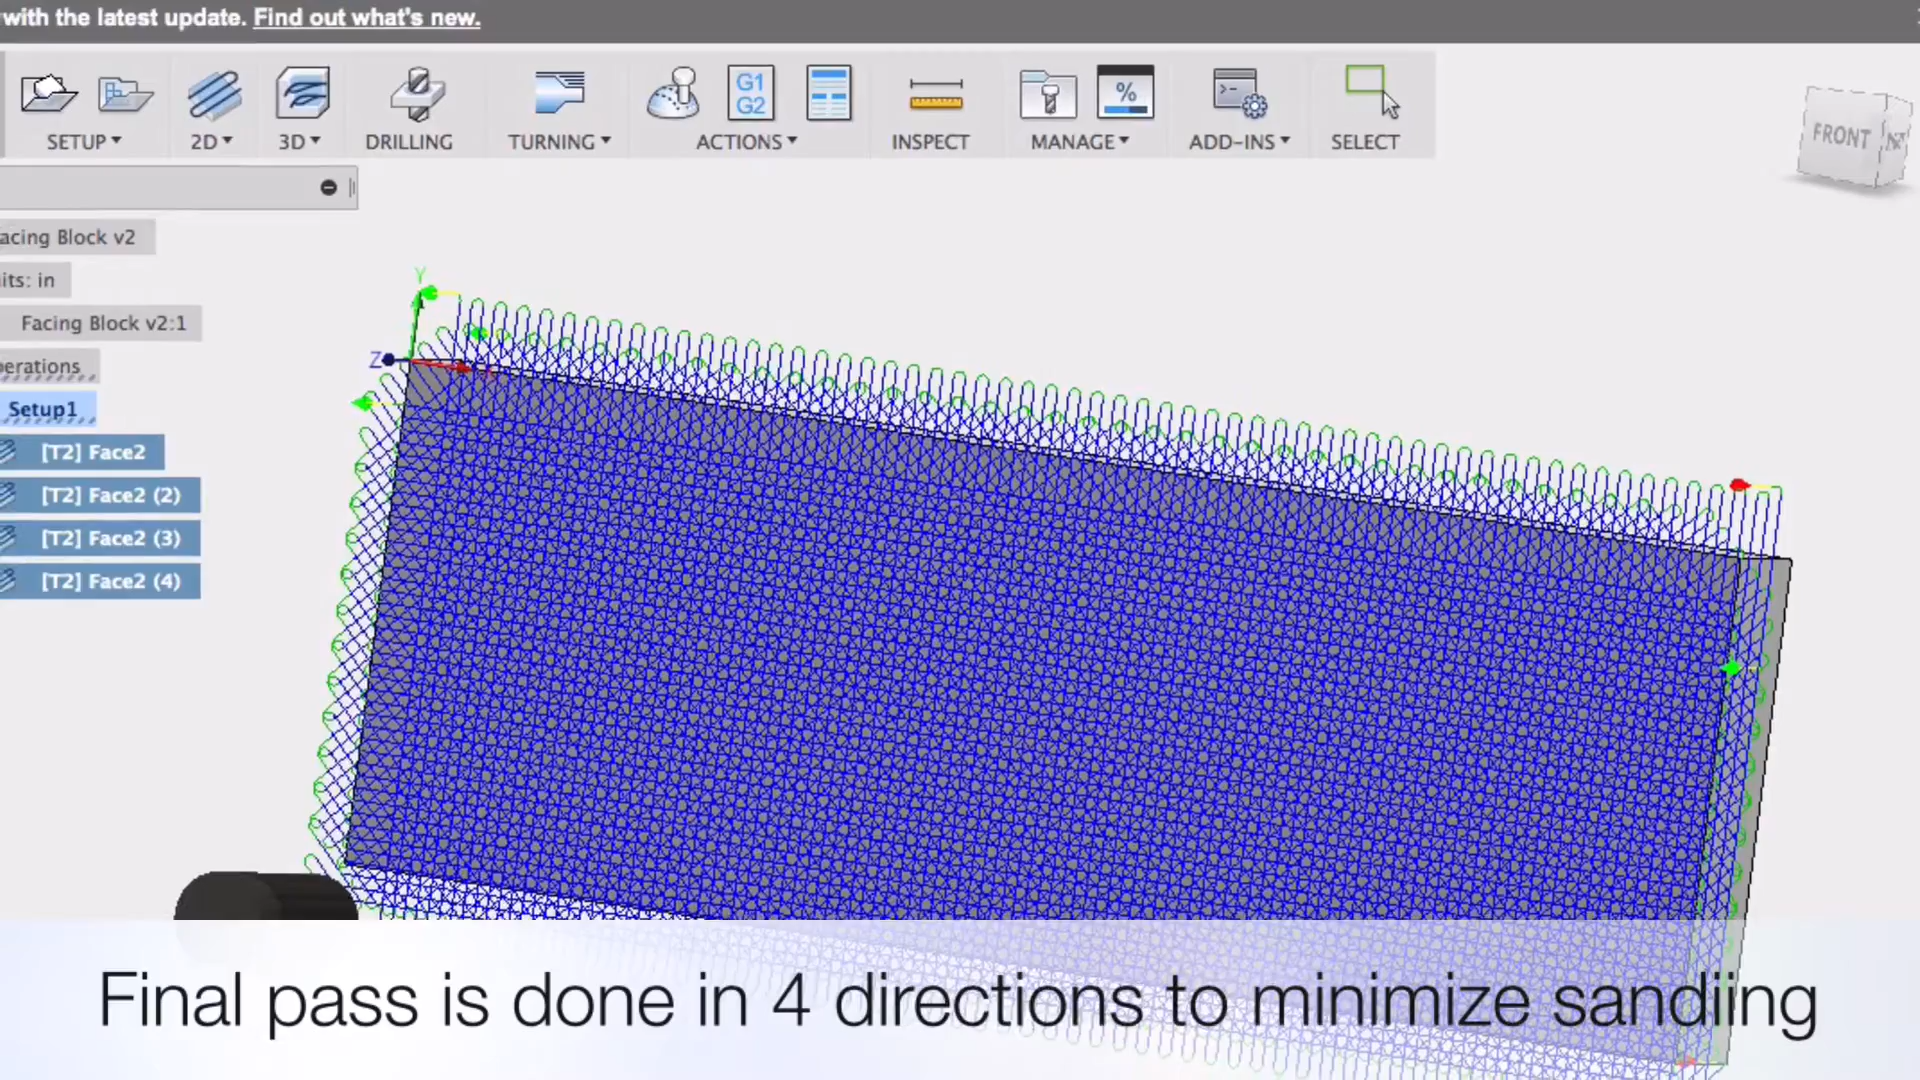 with the latest update. Find out what's new.
G1
G2
%
SETUP 2D 3D DRILLING TURNING ACTIONS INSPECT MANAGE ADD-INS SELECT
FRONT
acing Block v2
its: in
Facing Block v2:1
perations
Setup1
[T2] Face2
[T2] Face2 (2)
[T2] Face2 (3)
[T2] Face2 (4)
Y
Z
Final pass is done in 4 directions to minimize sandiing